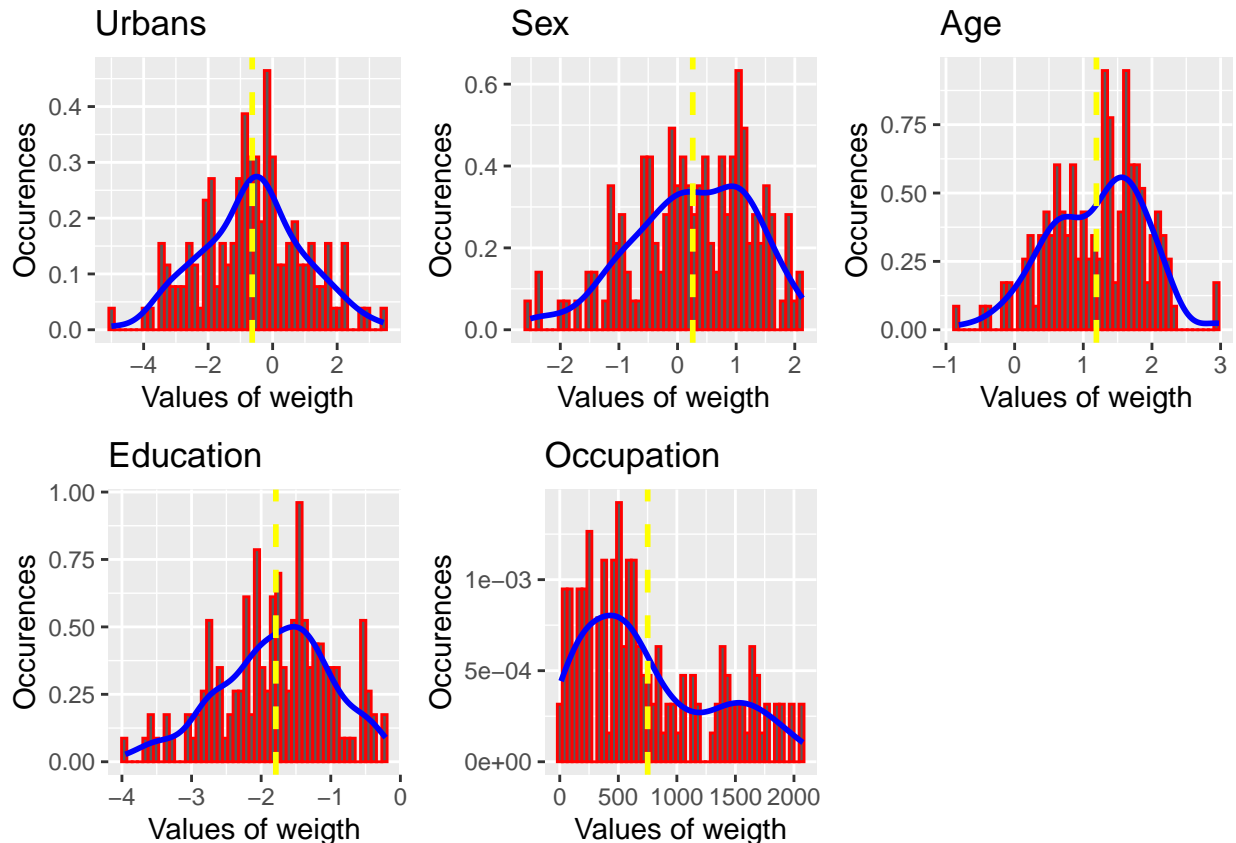 Urbans
Occurences
0.4
0.3
0.2
0.1
0.0
−4 −2 0 2
Values of weigth
Sex
Occurences
0.6
0.4
0.2
0.0
−2 −1 0 1 2
Values of weigth
Age
Occurences
0.75
0.50
0.25
0.00
−1 0 1 2 3
Values of weigth
Education
Occurences
1.00
0.75
0.50
0.25
0.00
−4 −3 −2 −1 0
Values of weigth
Occupation
Occurences
1e−03
5e−04
0e+00
0 500 1000 1500 2000
Values of weigth